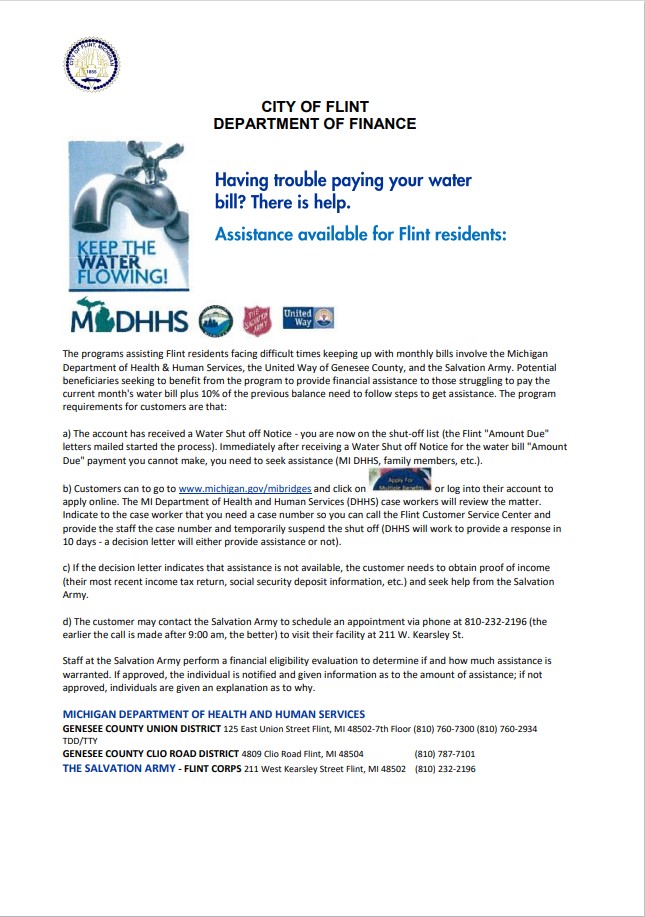 CITY OF FLINT, MICHIGAN
1855
CITY OF FLINT
DEPARTMENT OF FINANCE
KEEP THE
WATER
FLOWING!
Having trouble paying your water
bill? There is help.
Assistance available for Flint residents:
MDHHS
THE
SALVATION
ARMY
United
Way
The programs assisting Flint residents facing difficult times keeping up with monthly bills involve the Michigan
Department of Health & Human Services, the United Way of Genesee County, and the Salvation Army. Potential
beneficiaries seeking to benefit from the program to provide financial assistance to those struggling to pay the
current month's water bill plus 10% of the previous balance need to follow steps to get assistance. The program
requirements for customers are that:
a) The account has received a Water Shut off Notice - you are now on the shut-off list (the Flint "Amount Due"
letters mailed started the process). Immediately after receiving a Water Shut off Notice for the water bill "Amount
Due" payment you cannot make, you need to seek assistance (MI DHHS, family members, etc.).
b) Customers can to go to www.michigan.gov/mibridges and click on Apply For Multiple Benefits or log into their account to
apply online. The MI Department of Health and Human Services (DHHS) case workers will review the matter.
Indicate to the case worker that you need a case number so you can call the Flint Customer Service Center and
provide the staff the case number and temporarily suspend the shut off (DHHS will work to provide a response in
10 days - a decision letter will either provide assistance or not).
c) If the decision letter indicates that assistance is not available, the customer needs to obtain proof of income
(their most recent income tax return, social security deposit information, etc.) and seek help from the Salvation
Army.
d) The customer may contact the Salvation Army to schedule an appointment via phone at 810-232-2196 (the
earlier the call is made after 9:00 am, the better) to visit their facility at 211 W. Kearsley St.
Staff at the Salvation Army perform a financial eligibility evaluation to determine if and how much assistance is
warranted. If approved, the individual is notified and given information as to the amount of assistance; if not
approved, individuals are given an explanation as to why.
MICHIGAN DEPARTMENT OF HEALTH AND HUMAN SERVICES
GENESEE COUNTY UNION DISTRICT 125 East Union Street Flint, MI 48502-7th Floor (810) 760-7300 (810) 760-2934
TDD/TTY
GENESEE COUNTY CLIO ROAD DISTRICT 4809 Clio Road Flint, MI 48504 (810) 787-7101
THE SALVATION ARMY - FLINT CORPS 211 West Kearsley Street Flint, MI 48502 (810) 232-2196